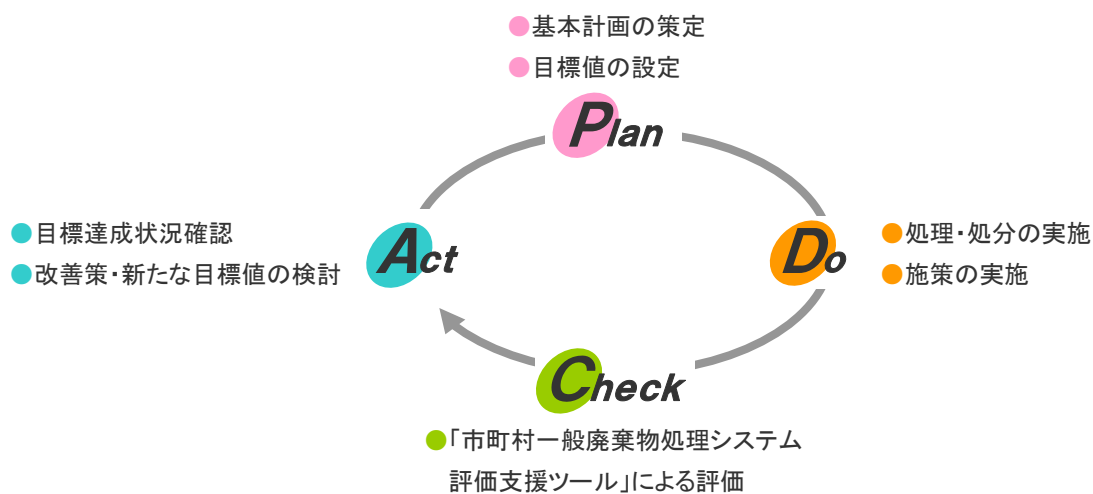 ●基本計画の策定
●目標値の設定
Plan
●目標達成状況確認
●改善策・新たな目標値の検討
Act
Do
●処理・処分の実施
●施策の実施
Check
●「市町村一般廃棄物処理システム
評価支援ツール」による評価